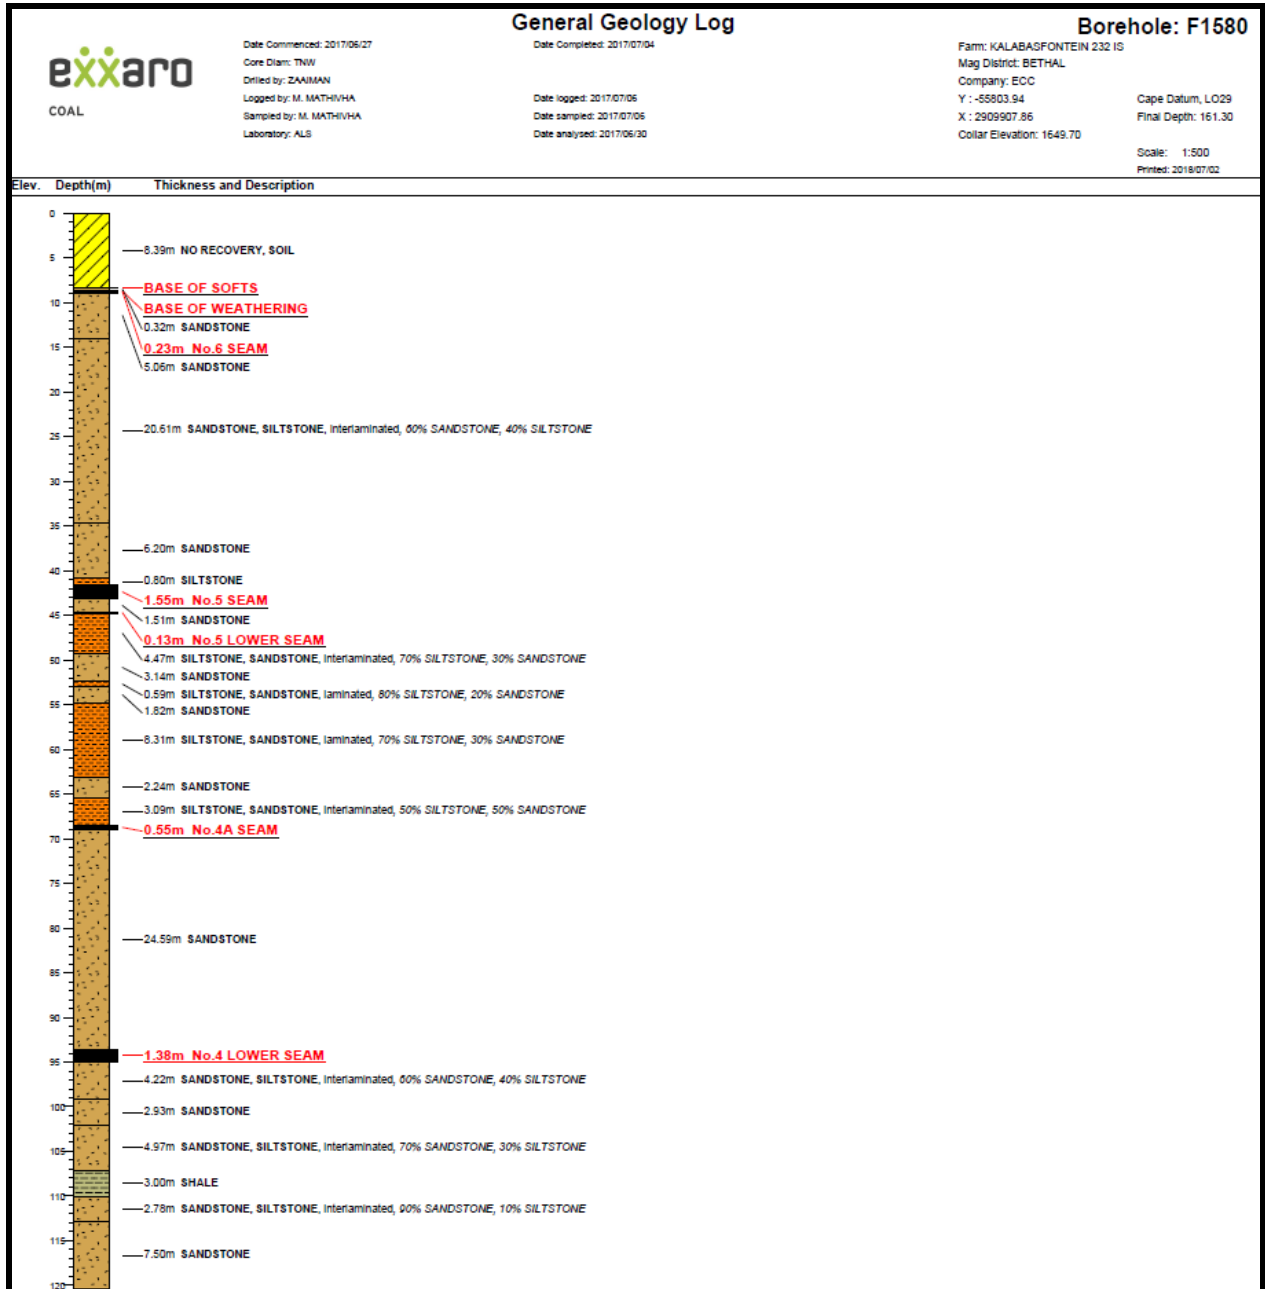 General Geology Log
Borehole: F1580
exxaro
COAL
Date Commenced: 2017/06/27
Core Diam: TNW
Drilled by: ZAAIMAN
Logged by: M. MATHIVHA
Sampled by: M. MATHIVHA
Laboratory: ALS
Date Completed: 2017/07/04
Date logged: 2017/07/06
Date sampled: 2017/07/06
Date analysed: 2017/06/30
Farm: KALABASFONTEIN 232 IS
Mag District: BETHAL
Company: ECC
Y : -55803.94
X : 2909907.86
Collar Elevation: 1649.70
Cape Datum, LO29
Final Depth: 161.30
Scale: 1:500
Printed: 2018/07/02
Elev. Depth(m) Thickness and Description
0
8.39m NO RECOVERY, SOIL
5
BASE OF SOFTS
10
BASE OF WEATHERING
0.32m SANDSTONE
15
0.23m No.6 SEAM
5.06m SANDSTONE
20
20.61m SANDSTONE, SILTSTONE, interlaminated, 60% SANDSTONE, 40% SILTSTONE
25
30
35
6.20m SANDSTONE
40
0.80m SILTSTONE
1.55m No.5 SEAM
45
1.51m SANDSTONE
0.13m No.5 LOWER SEAM
50
4.47m SILTSTONE, SANDSTONE, interlaminated, 70% SILTSTONE, 30% SANDSTONE
3.14m SANDSTONE
0.59m SILTSTONE, SANDSTONE, laminated, 80% SILTSTONE, 20% SANDSTONE
55
1.82m SANDSTONE
8.31m SILTSTONE, SANDSTONE, laminated, 70% SILTSTONE, 30% SANDSTONE
60
2.24m SANDSTONE
65
3.09m SILTSTONE, SANDSTONE, interlaminated, 50% SILTSTONE, 50% SANDSTONE
0.55m No.4A SEAM
70
75
80
24.59m SANDSTONE
85
90
1.38m No.4 LOWER SEAM
95
4.22m SANDSTONE, SILTSTONE, interlaminated, 60% SANDSTONE, 40% SILTSTONE
100
2.93m SANDSTONE
105
4.97m SANDSTONE, SILTSTONE, interlaminated, 70% SANDSTONE, 30% SILTSTONE
3.00m SHALE
110
2.78m SANDSTONE, SILTSTONE, interlaminated, 90% SANDSTONE, 10% SILTSTONE
115
7.50m SANDSTONE
120